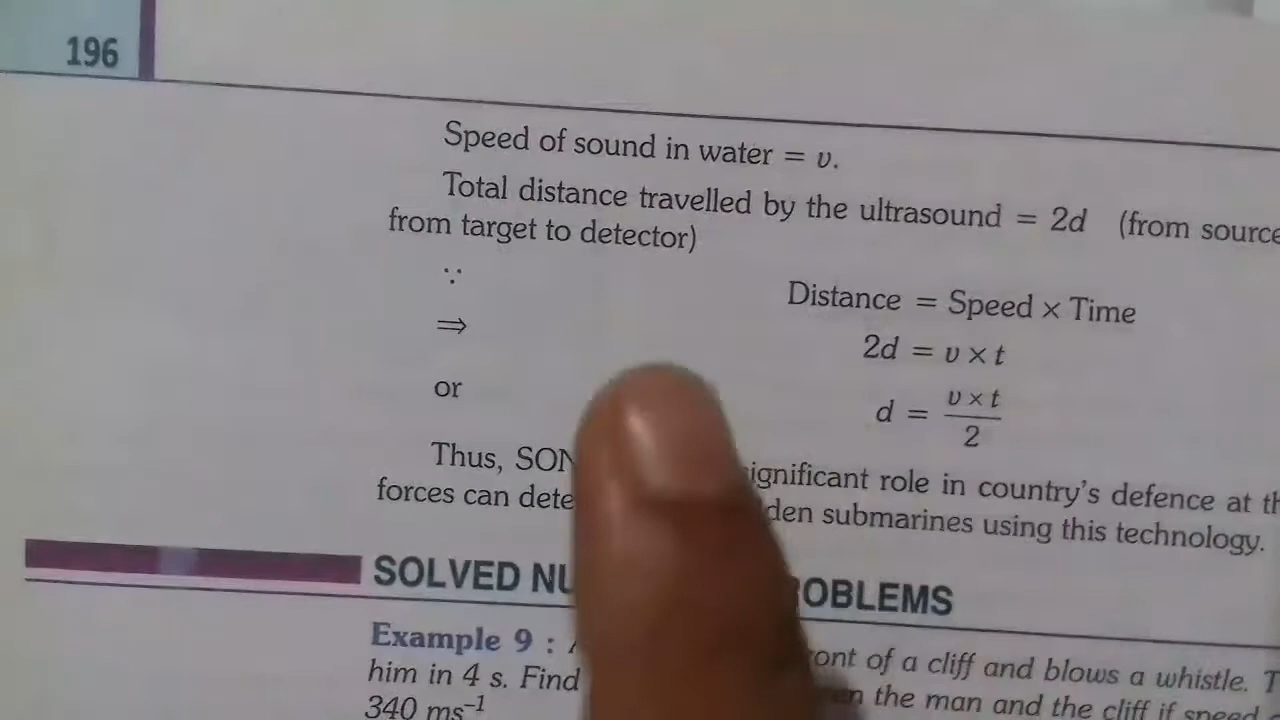 196
Speed of sound in water = v.
Total distance travelled by the ultrasound = 2d (from source
from target to detector)
∵ Distance = Speed × Time
⇒ 2d = v × t
or d = v × t / 2
Thus, SON ignificant role in country's defence at th
forces can dete den submarines using this technology.
SOLVED NU OBLEMS
Example 9 : ront of a cliff and blows a whistle. T
him in 4 s. Find n the man and the cliff if speed
340 ms⁻¹